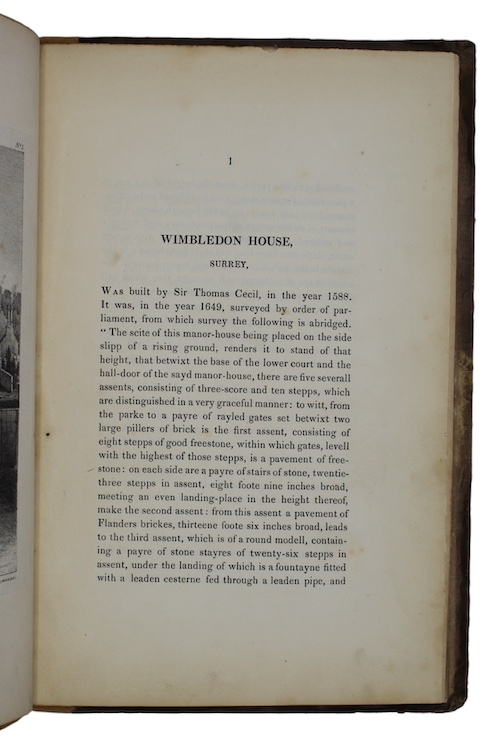 1
WIMBLEDON HOUSE,
SURREY,
WAS built by Sir Thomas Cecil, in the year 1588.
It was, in the year 1649, surveyed by order of par-
liament, from which survey the following is abridged.
“ The scite of this manor-house being placed on the side
slipp of a rising ground, renders it to stand of that
height, that betwixt the base of the lower court and the
hall-door of the sayd manor-house, there are five severall
assents, consisting of three-score and ten stepps, which
are distinguished in a very graceful manner: to witt, from
the parke to a payre of rayled gates set betwixt two
large pillers of brick is the first assent, consisting of
eight stepps of good freestone, within which gates, levell
with the highest of those stepps, is a pavement of free-
stone: on each side are a payre of stairs of stone, twentie-
three stepps in assent, eight foote nine inches broad,
meeting an even landing-place in the height thereof,
make the second assent: from this assent a pavement of
Flanders brickes, thirteene foote six inches broad, leads
to the third assent, which is of a round modell, contain-
ing a payre of stone stayres of twenty-six stepps in
assent, under the landing of which is a fountayne fitted
with a leaden cesterne fed through a leaden pipe, and